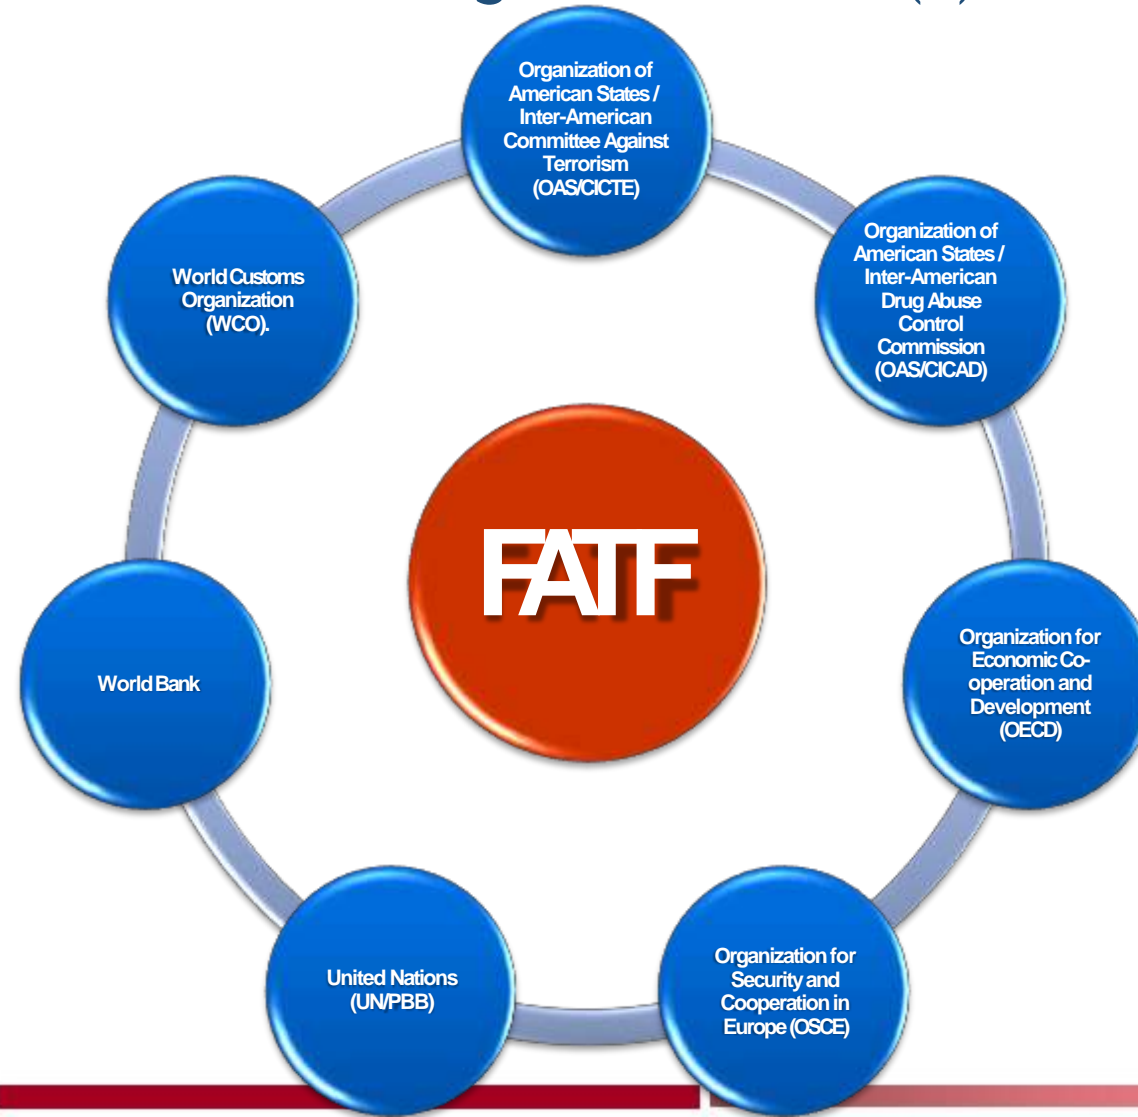 Organization of
American States /
Inter-American
Committee Against
Terrorism
(OAS/CICTE)
Organization of
American States /
Inter-American
Drug Abuse
Control
Commission
(OAS/CICAD)
Organization for
Economic Co-
operation and
Development
(OECD)
Organization for
Security and
Cooperation in
Europe (OSCE)
United Nations
(UN/PBB)
World Bank
World Customs
Organization
(WCO).
FATF